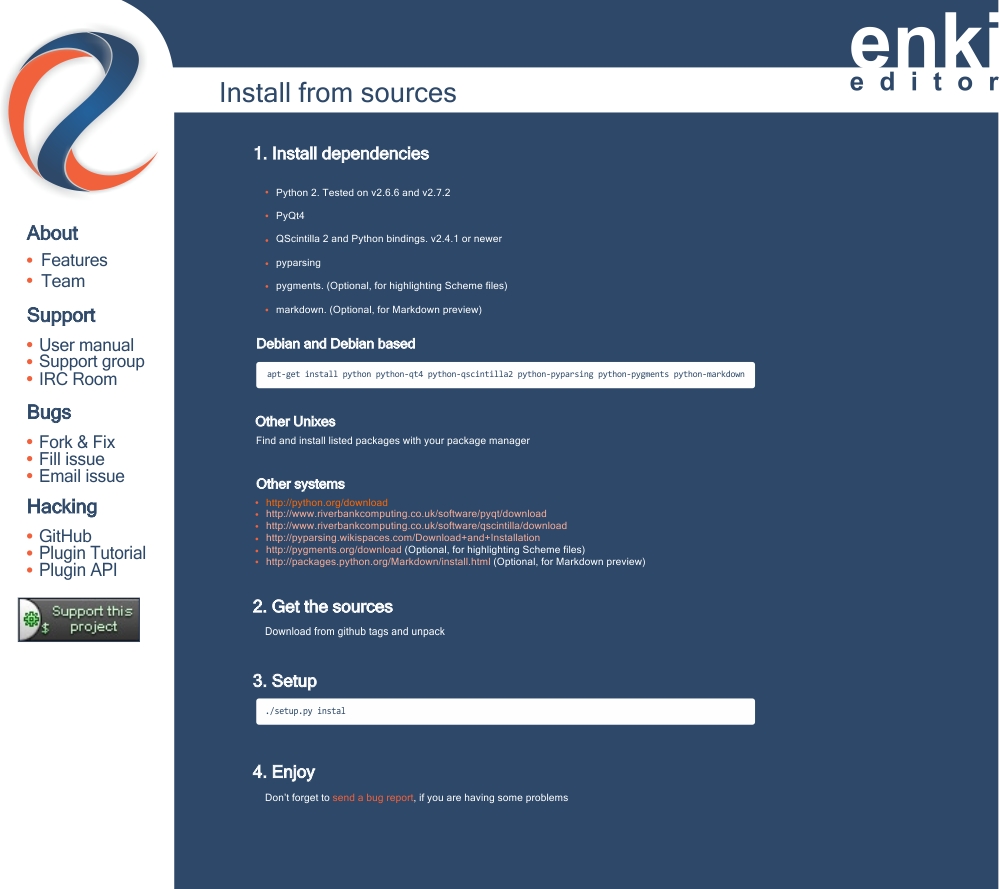 enki
editor
Install from sources
About
• Features
• Team
Support
• User manual
• Support group
• IRC Room
Bugs
• Fork & Fix
• Fill issue
• Email issue
Hacking
• GitHub
• Plugin Tutorial
• Plugin API
Support this
$ project
1. Install dependencies
• Python 2. Tested on v2.6.6 and v2.7.2
• PyQt4
• QScintilla 2 and Python bindings. v2.4.1 or newer
• pyparsing
• pygments. (Optional, for highlighting Scheme files)
• markdown. (Optional, for Markdown preview)
Debian and Debian based
apt-get install python python-qt4 python-qscintilla2 python-pyparsing python-pygments python-markdown
Other Unixes
Find and install listed packages with your package manager
Other systems
• http://python.org/download
• http://www.riverbankcomputing.co.uk/software/pyqt/download
• http://www.riverbankcomputing.co.uk/software/qscintilla/download
• http://pyparsing.wikispaces.com/Download+and+Installation
• http://pygments.org/download (Optional, for highlighting Scheme files)
• http://packages.python.org/Markdown/install.html (Optional, for Markdown preview)
2. Get the sources
Download from github tags and unpack
3. Setup
./setup.py instal
4. Enjoy
Don't forget to send a bug report, if you are having some problems